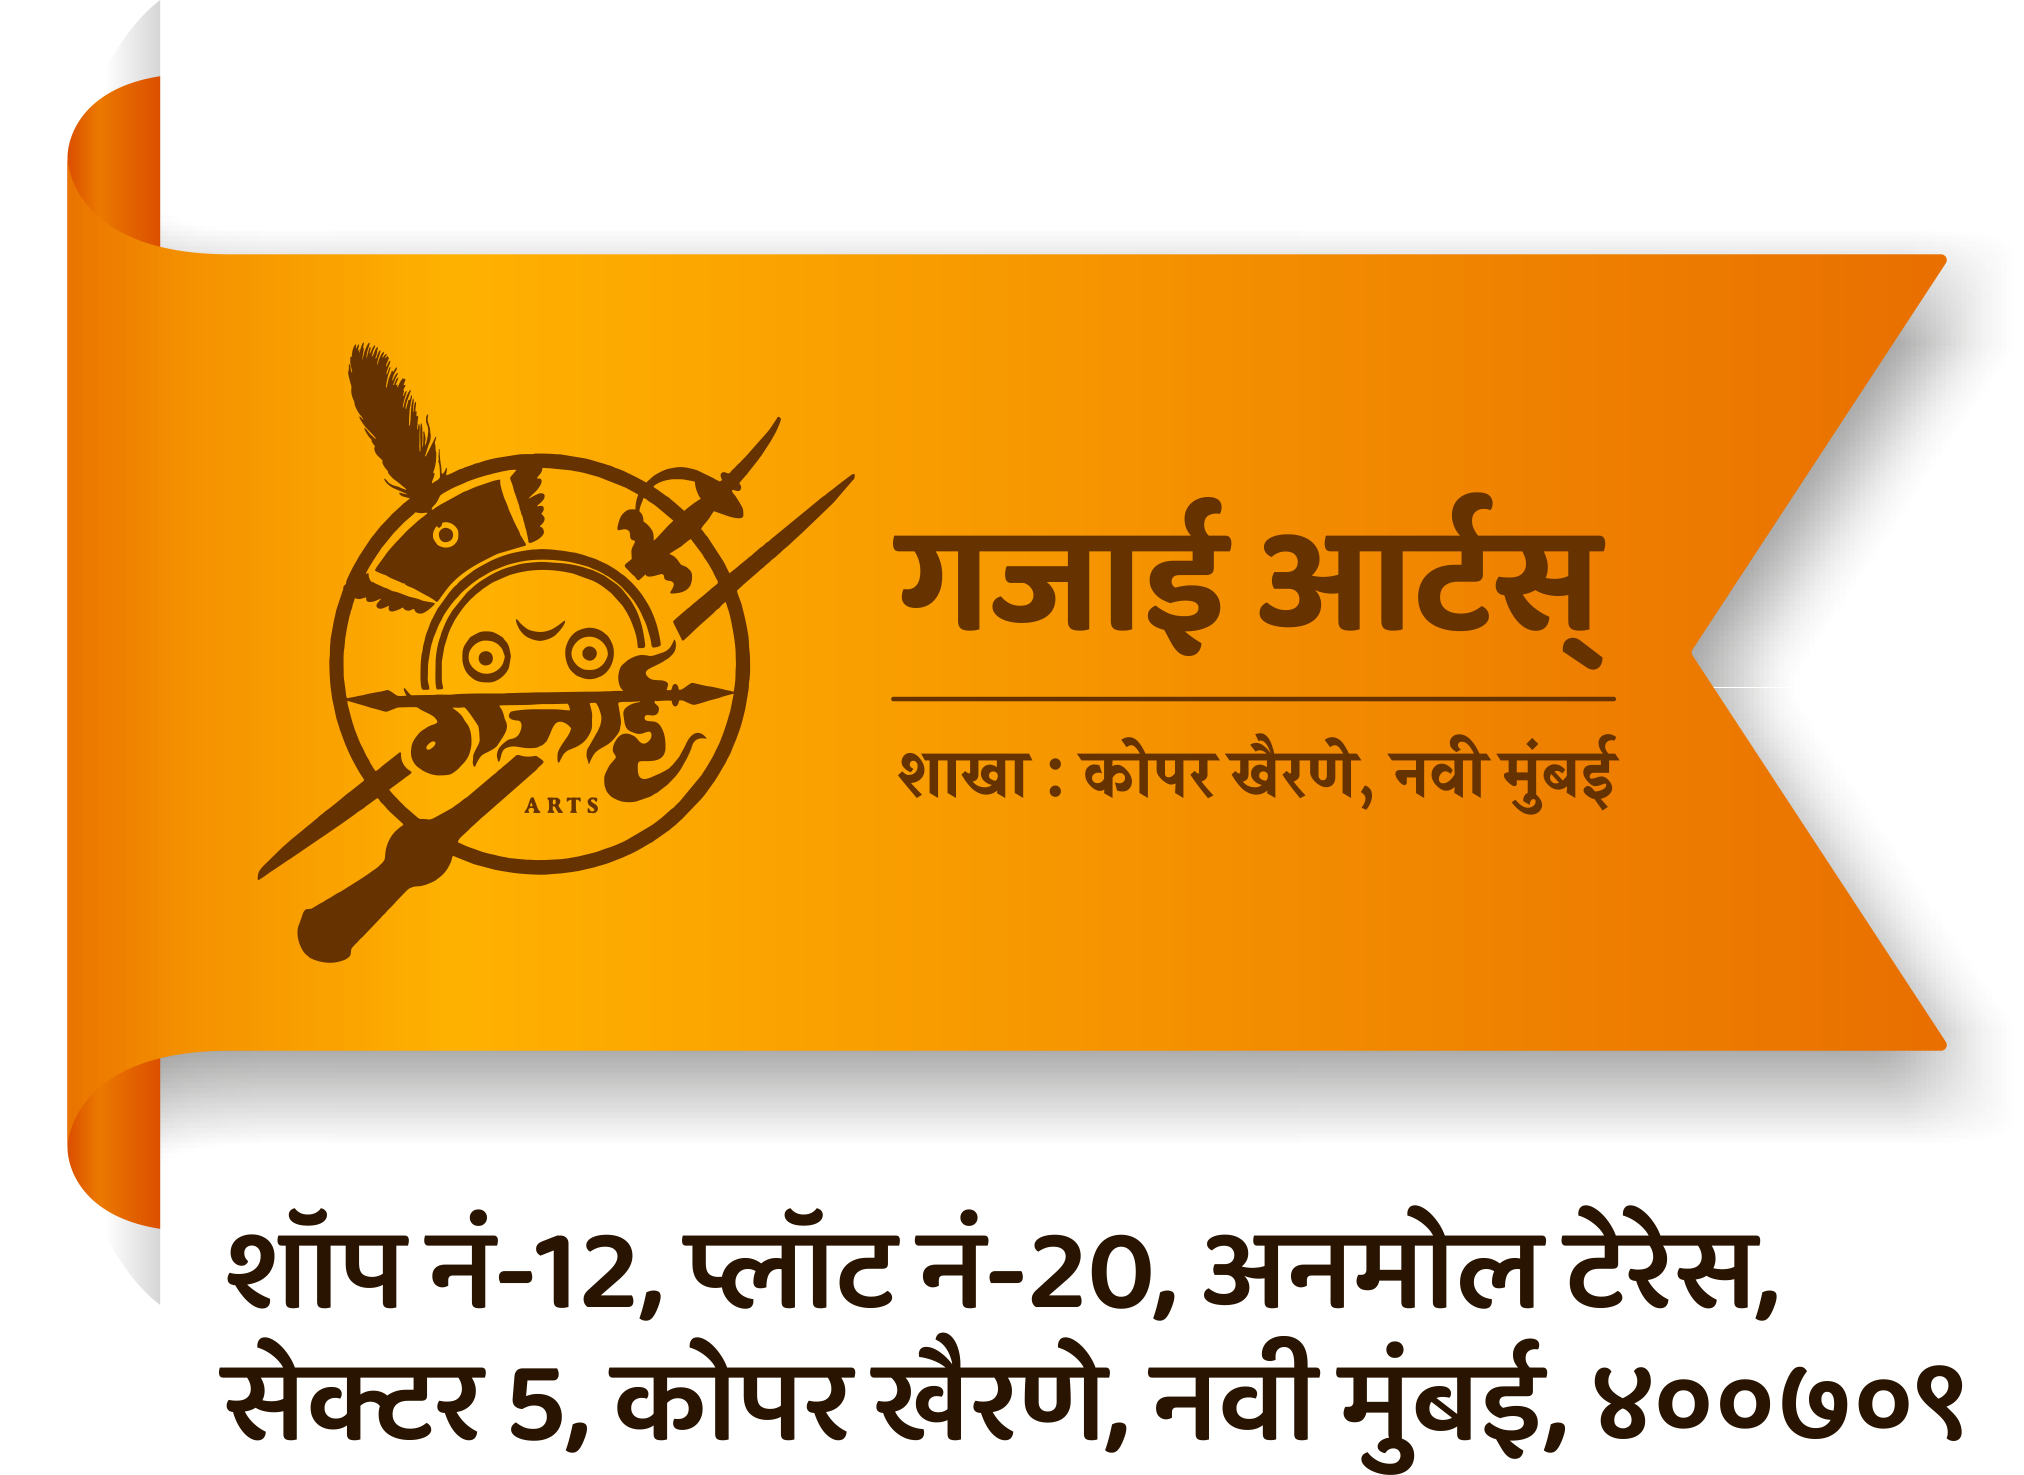 गजाई
ARTS
गजाई आर्टस्
शाखा : कोपर खैरणे, नवी मुंबई
शॉप नं-12, प्लॉट नं-20, अनमोल टेरेस,
सेक्टर 5, कोपर खैरणे, नवी मुंबई, ४००७०९